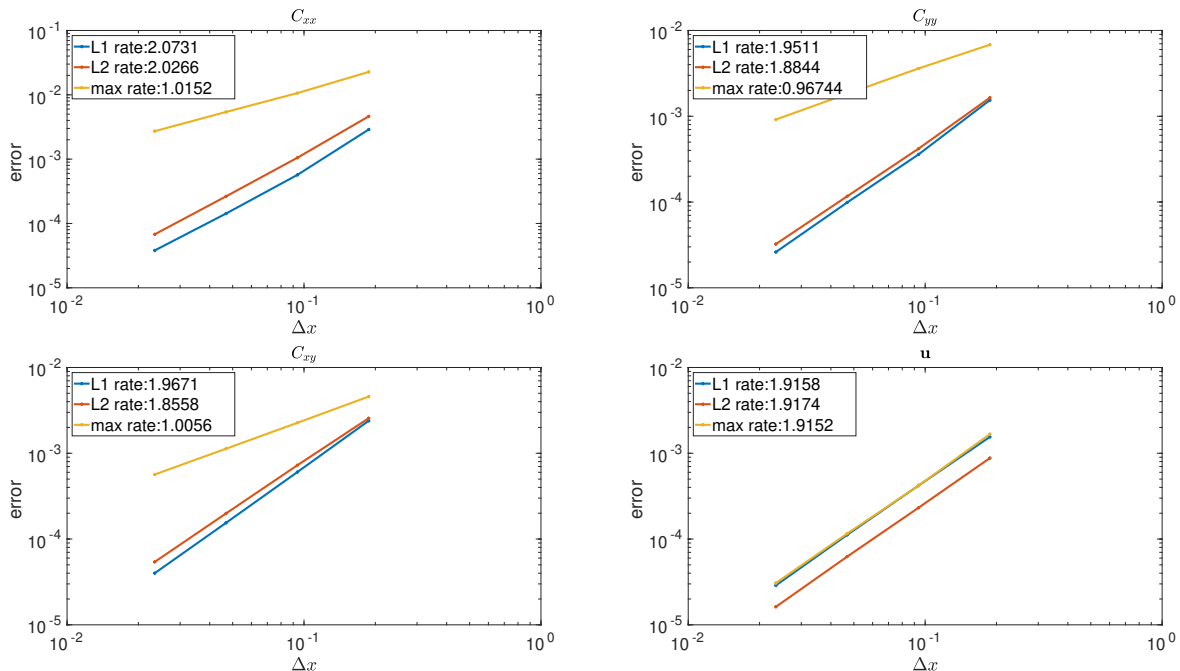 C_{xx}
10^{-1}
10^{-2}
10^{-3}
10^{-4}
10^{-5}
error
L1 rate:2.0731
L2 rate:2.0266
max rate:1.0152
10^{-2}
10^{-1}
10^{0}
Δx
C_{yy}
10^{-2}
10^{-3}
10^{-4}
10^{-5}
error
L1 rate:1.9511
L2 rate:1.8844
max rate:0.96744
10^{-2}
10^{-1}
10^{0}
Δx
C_{xy}
10^{-2}
10^{-3}
10^{-4}
10^{-5}
error
L1 rate:1.9671
L2 rate:1.8558
max rate:1.0056
10^{-2}
10^{-1}
10^{0}
Δx
u
10^{-2}
10^{-3}
10^{-4}
10^{-5}
error
L1 rate:1.9158
L2 rate:1.9174
max rate:1.9152
10^{-2}
10^{-1}
10^{0}
Δx